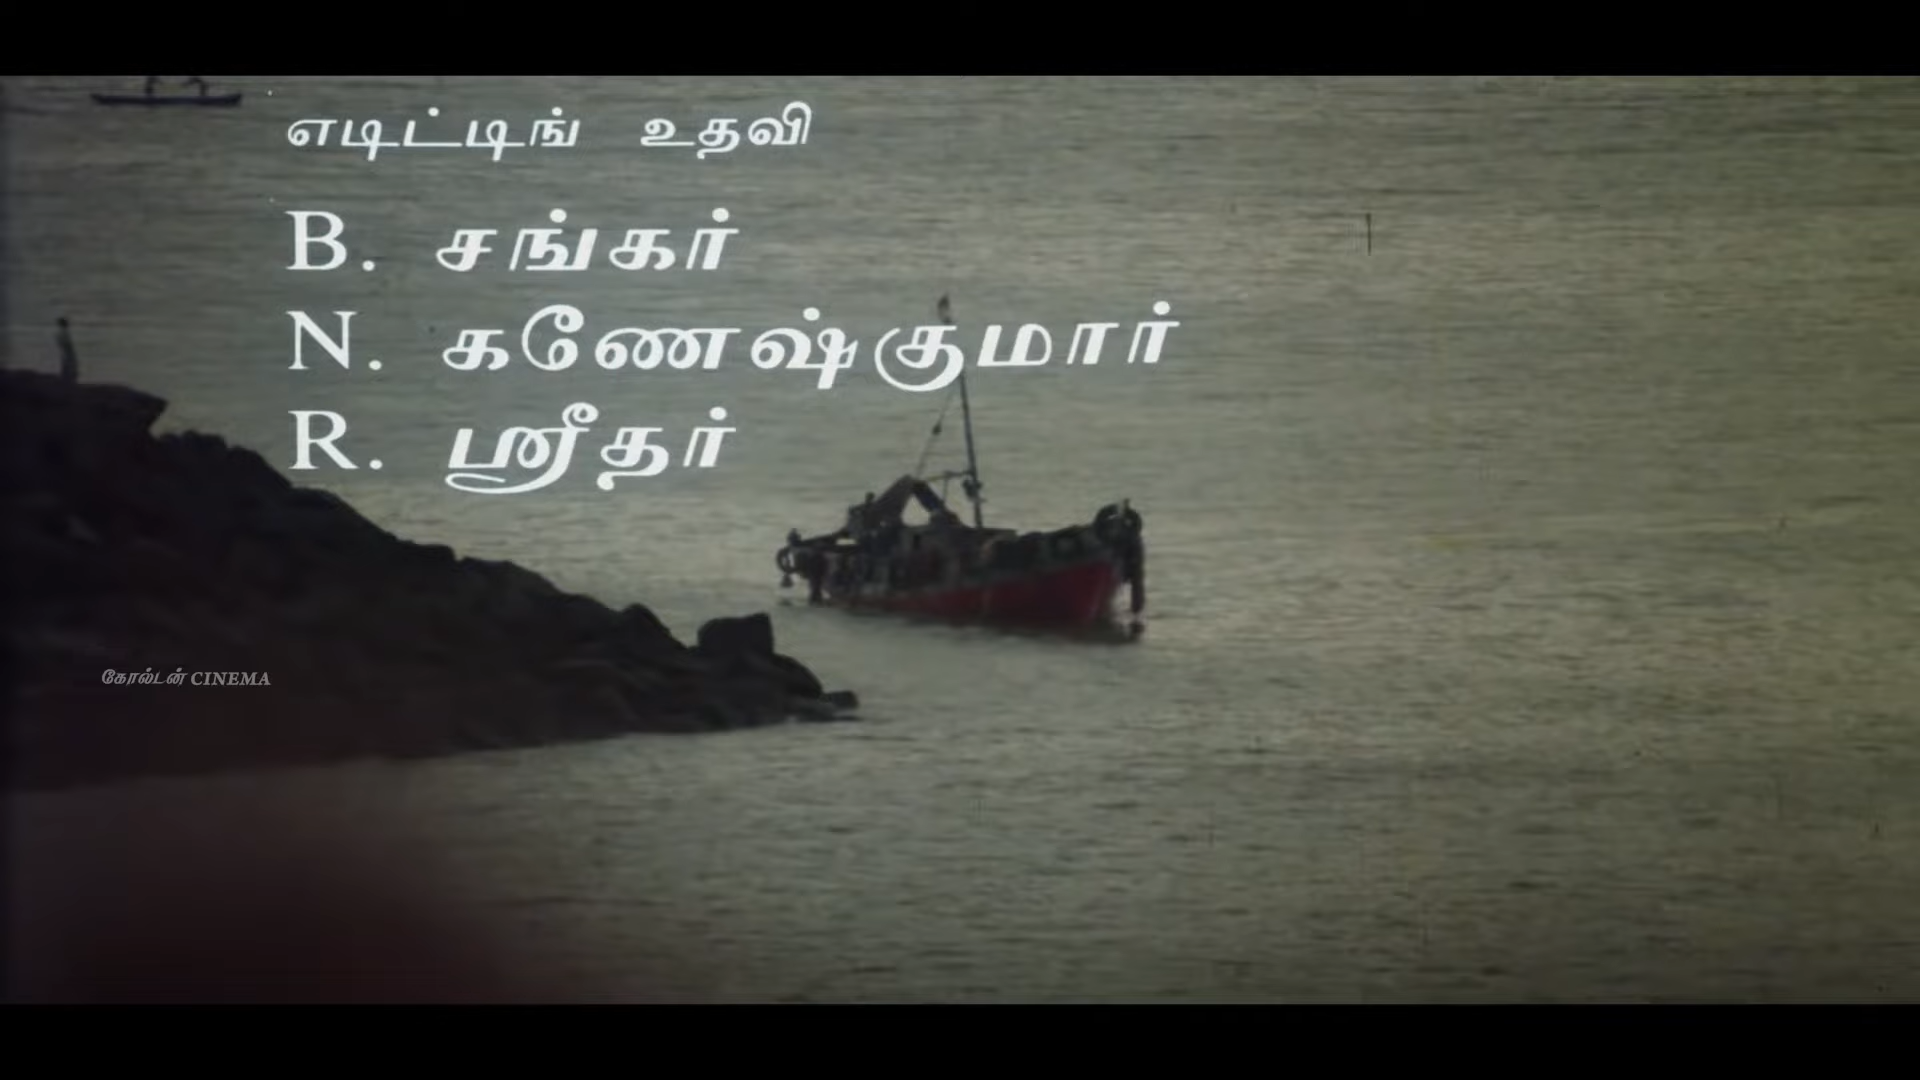 எடிட்டிங் உதவி
B. சங்கர்
N. கணேஷ்குமார்
R. ஸ்ரீதர்
கோல்டன் CINEMA